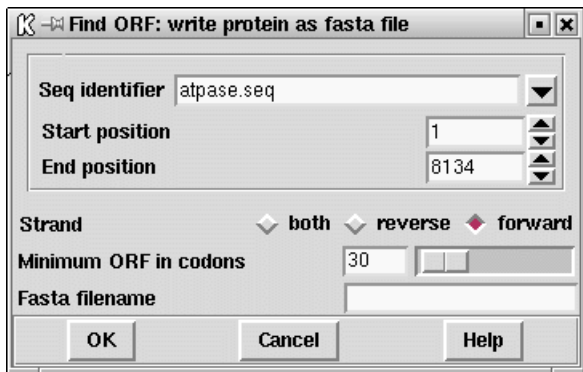 Find ORF: write protein as fasta file
Seq identifier atpase.seq
Start position 1
End position 8134
Strand both reverse forward
Minimum ORF in codons 30
Fasta filename
OK Cancel Help